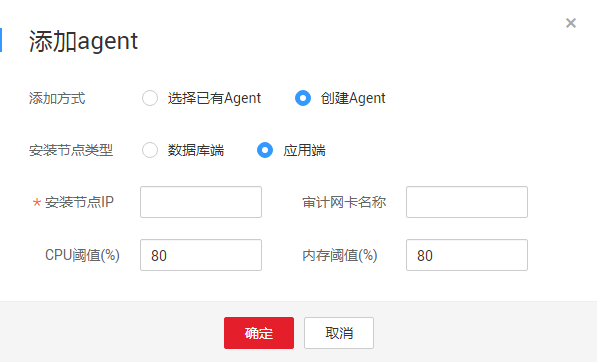 添加agent
添加方式 选择已有Agent 创建Agent
安装节点类型 数据库端 应用端
* 安装节点IP 审计网卡名称
CPU阈值(%) 80 内存阈值(%) 80
确定 取消